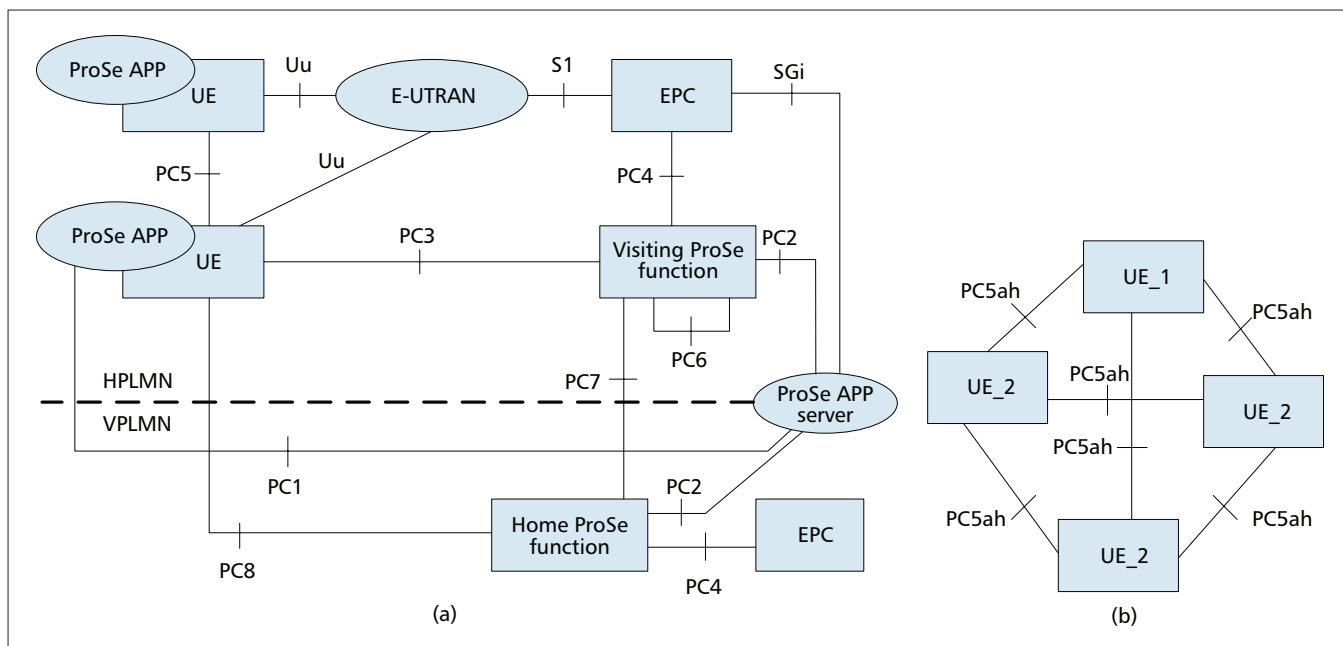 ProSe APP
UE
Uu
E-UTRAN
S1
EPC
SGi
PC5
Uu
PC4
ProSe APP
UE
PC3
Visiting ProSe
function
PC2
PC6
PC7
HPLMN
VPLMN
ProSe APP
server
PC1
PC2
Home ProSe
function
EPC
PC8
PC4
(a)
UE_1
PC5ah
PC5ah
UE_2
PC5ah
UE_2
PC5ah
PC5ah
PC5ah
UE_2
(b)